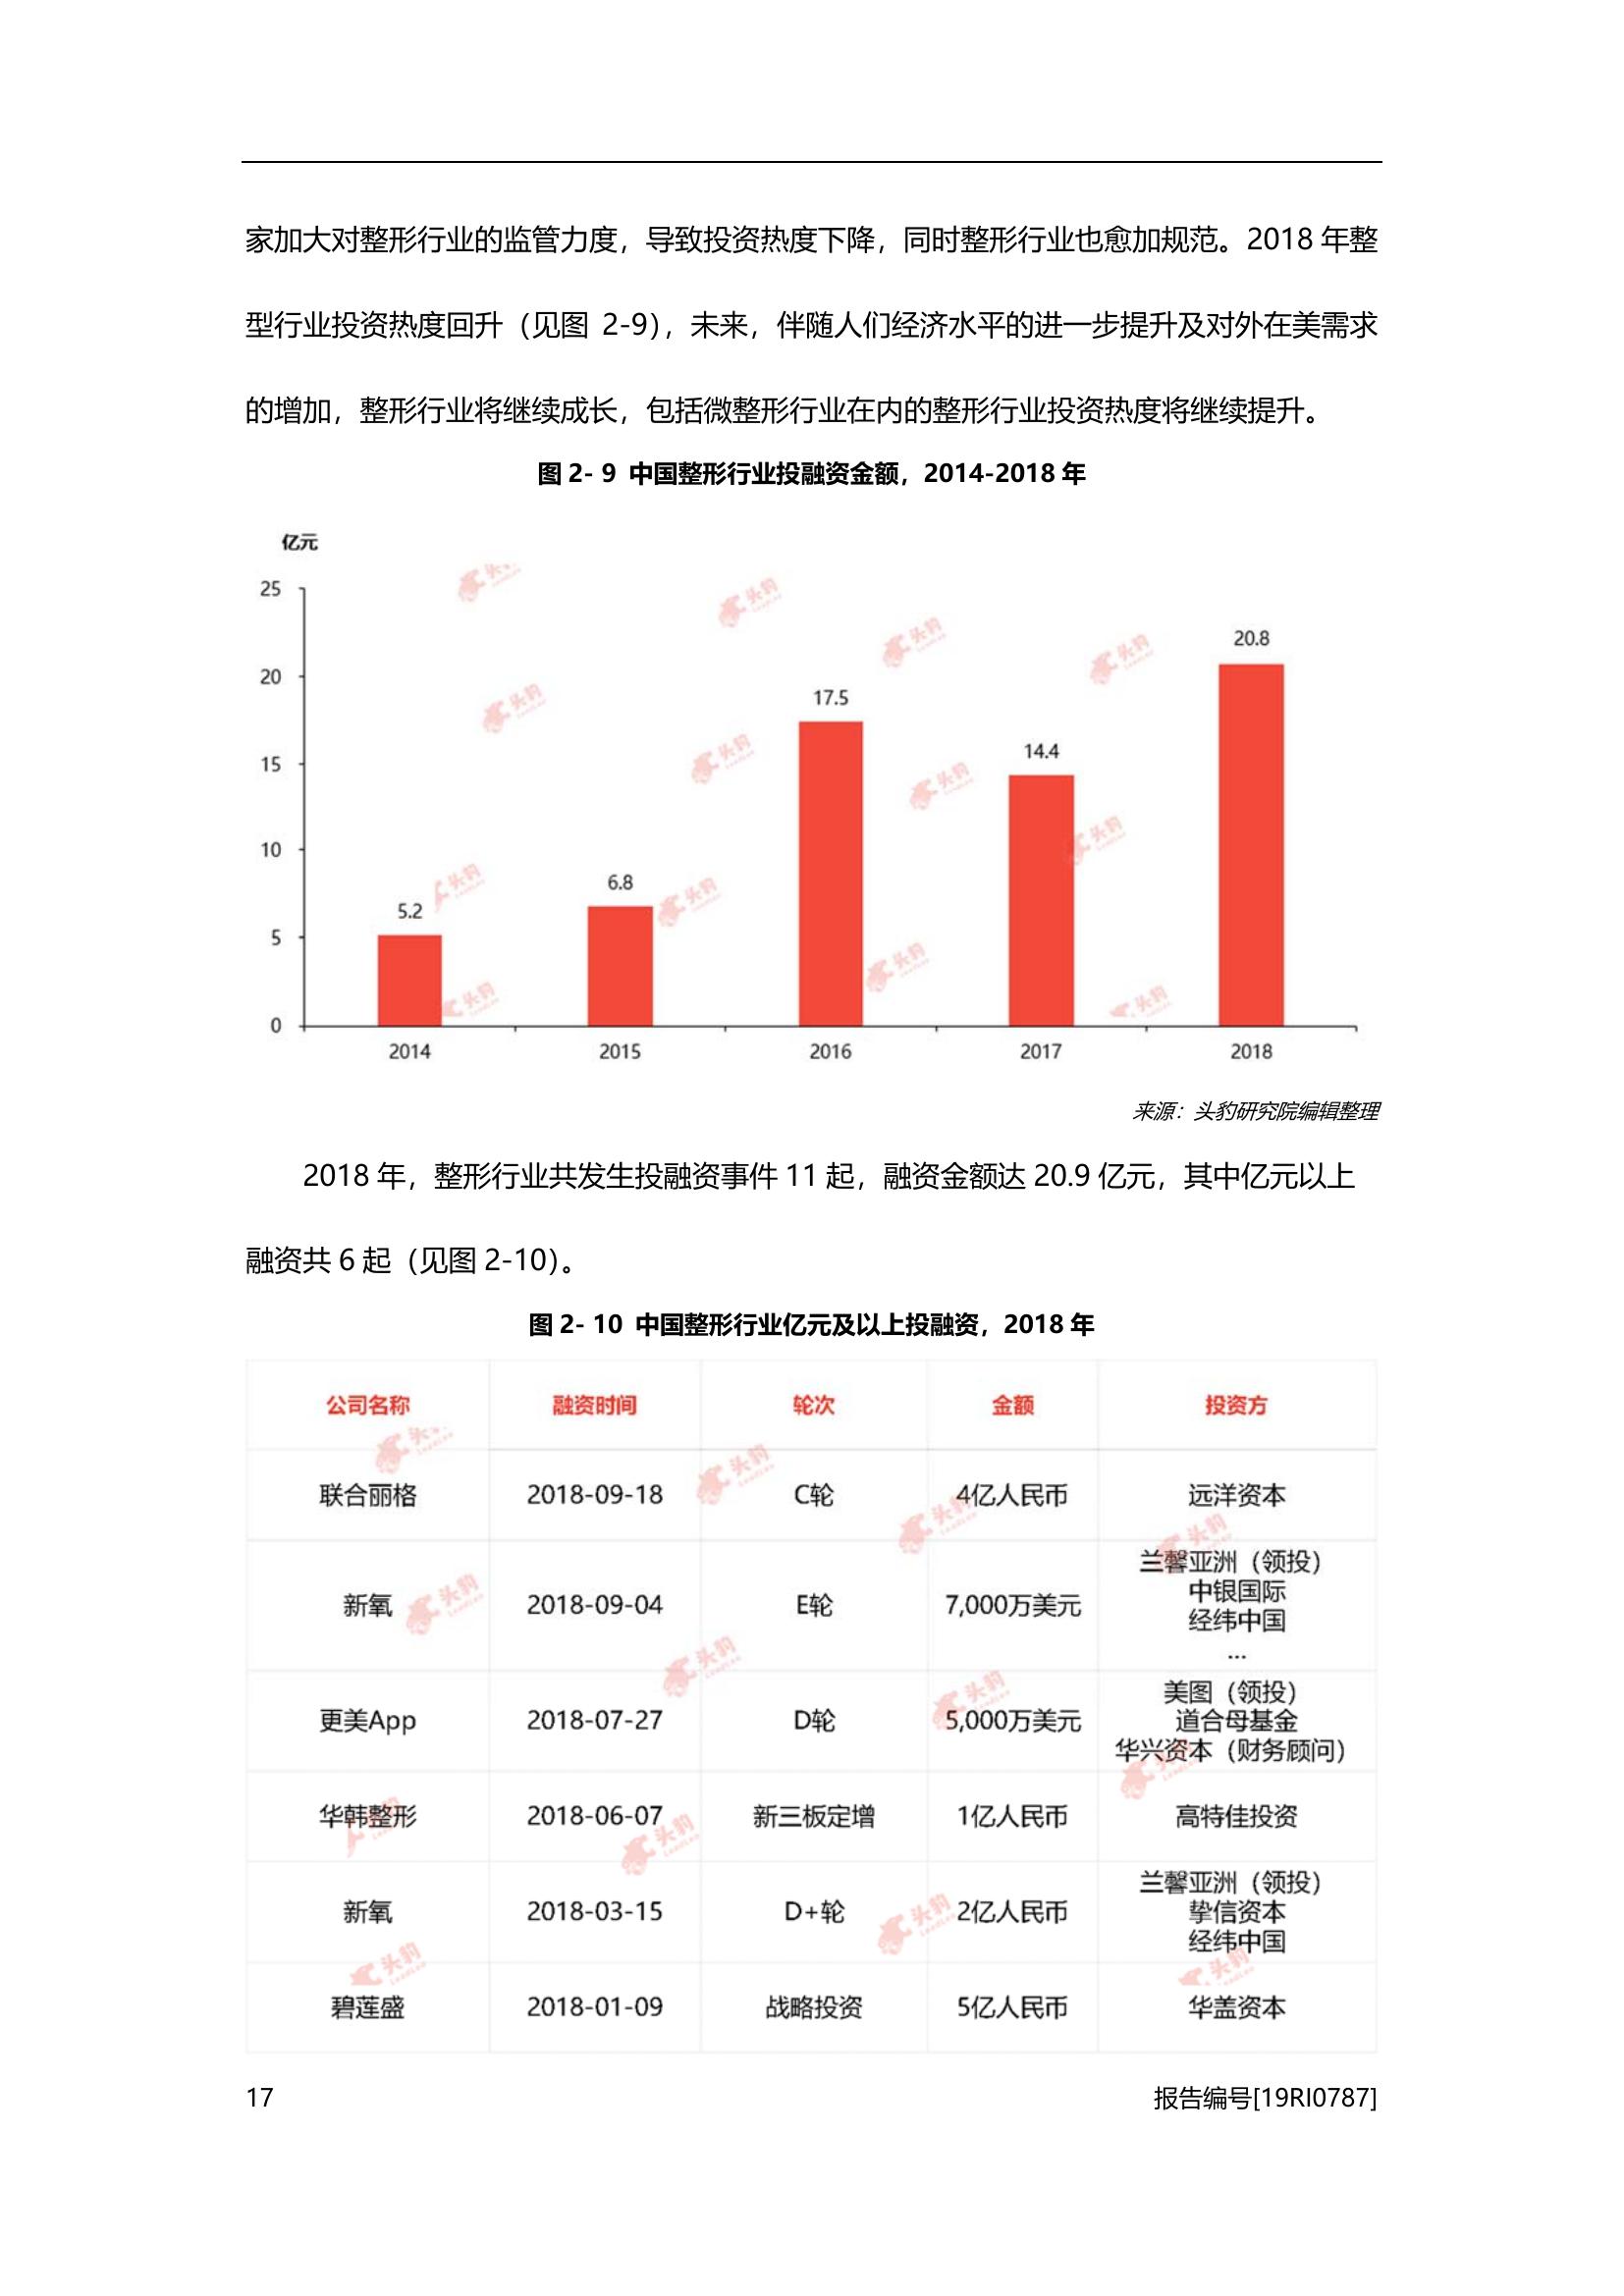 家加大对整形行业的监管力度，导致投资热度下降，同时整形行业也愈加规范。2018 年整
型行业投资热度回升（见图 2-9），未来，伴随人们经济水平的进一步提升及对外在美需求
的增加，整形行业将继续成长，包括微整形行业在内的整形行业投资热度将继续提升。
图 2- 9 中国整形行业投融资金额，2014-2018 年
亿元
25
20
15
10
5
0
5.2
6.8
17.5
14.4
20.8
2014 2015 2016 2017 2018
来源：头豹研究院编辑整理
2018 年，整形行业共发生投融资事件 11 起，融资金额达 20.9 亿元，其中亿元以上
融资共 6 起（见图 2-10）。
图 2- 10 中国整形行业亿元及以上投融资，2018 年
公司名称 融资时间 轮次 金额 投资方
联合丽格 2018-09-18 C轮 4亿人民币 远洋资本
新氧 2018-09-04 E轮 7,000万美元 兰馨亚洲（领投）
中银国际
经纬中国
...
更美App 2018-07-27 D轮 5,000万美元 美图（领投）
道合母基金
华兴资本（财务顾问）
华韩整形 2018-06-07 新三板定增 1亿人民币 高特佳投资
新氧 2018-03-15 D+轮 2亿人民币 兰馨亚洲（领投）
挚信资本
经纬中国
碧莲盛 2018-01-09 战略投资 5亿人民币 华盖资本
17 报告编号[19RI0787]